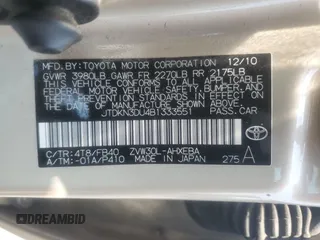 MFD.BY:TOYOTA MOTOR CORPORATION 12/10
GVWR 3980LB GAWR FR 2270LB RR 2175LB
THIS VEHICLE CONFORMS TO ALL APPLICABLE
FEDERAL MOTOR VEHICLE SAFETY, BUMPER, AND
THEFT PREVENTION STANDARDS IN EFFECT ON
THE DATE OF MANUFACTURE SHOWN ABOVE.
JTDKN3DU4B1333551 PASS. CAR
C/TR:4T8/FB40 ZVW30L-AHXEBA
A/TM:-01A/P410 MADE IN JAPAN 275 A
TOYOTA
DREAMBID